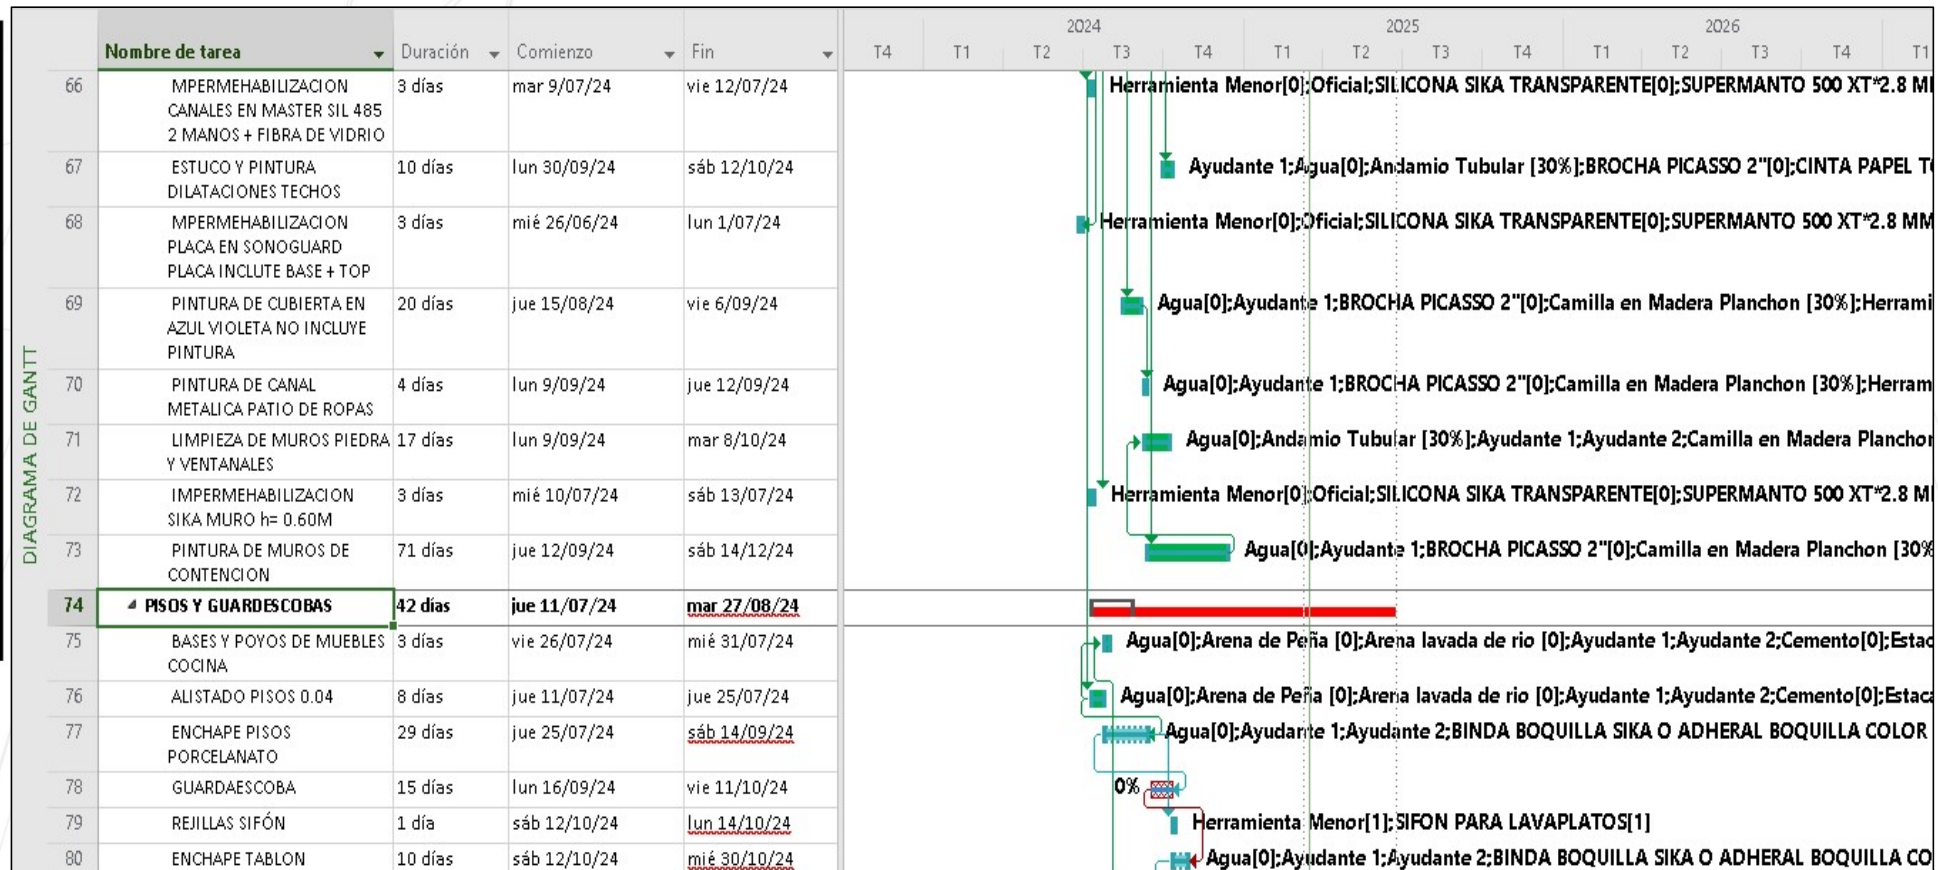 2024 2025 2026
Nombre de tarea Duración Comienzo Fin T4 T1 T2 T3 T4 T1 T2 T3 T4 T1 T2 T3 T4 T1
DIAGRAMA DE GANTT
66 MPERMEHABILIZACION 3 días mar 9/07/24 vie 12/07/24 Herramienta Menor[0];Oficial;SILICONA SIKA TRANSPARENTE[0];SUPERMANTO 500 XT*2.8 MI
CANALES EN MASTER SIL 485
2 MANOS + FIBRA DE VIDRIO
67 ESTUCO Y PINTURA 10 días lun 30/09/24 sáb 12/10/24 Ayudante 1;Agua[0];Andamio Tubular [30%];BROCHA PICASSO 2"[0];CINTA PAPEL T
DILATACIONES TECHOS
68 MPERMEHABILIZACION 3 días mié 26/06/24 lun 1/07/24 Herramienta Menor[0];Oficial;SILICONA SIKA TRANSPARENTE[0];SUPERMANTO 500 XT*2.8 MM
PLACA EN SONOGUARD
PLACA INCLUTE BASE + TOP
69 PINTURA DE CUBIERTA EN 20 días jue 15/08/24 vie 6/09/24 Agua[0];Ayudante 1;BROCHA PICASSO 2"[0];Camilla en Madera Planchon [30%];Herrami
AZUL VIOLETA NO INCLUYE
PINTURA
70 PINTURA DE CANAL 4 días lun 9/09/24 jue 12/09/24 Agua[0];Ayudante 1;BROCHA PICASSO 2"[0];Camilla en Madera Planchon [30%];Herram
METALICA PATIO DE ROPAS
71 LIMPIEZA DE MUROS PIEDRA 17 días lun 9/09/24 mar 8/10/24 Agua[0];Andamio Tubular [30%];Ayudante 1;Ayudante 2;Camilla en Madera Planchor
Y VENTANALES
72 IMPERMEHABILIZACION 3 días mié 10/07/24 sáb 13/07/24 Herramienta Menor[0];Oficial;SILICONA SIKA TRANSPARENTE[0];SUPERMANTO 500 XT*2.8 MI
SIKA MURO h= 0.60M
73 PINTURA DE MUROS DE 71 días jue 12/09/24 sáb 14/12/24 Agua[0];Ayudante 1;BROCHA PICASSO 2"[0];Camilla en Madera Planchon [30%
CONTENCION
74 PISOS Y GUARDESCOBAS 42 días jue 11/07/24 mar 27/08/24
75 BASES Y POYOS DE MUEBLES 3 días vie 26/07/24 mié 31/07/24 Agua[0];Arena de Peña [0];Arena lavada de rio [0];Ayudante 1;Ayudante 2;Cemento[0];Estac
COCINA
76 ALISTADO PISOS 0.04 8 días jue 11/07/24 jue 25/07/24 Agua[0];Arena de Peña [0];Arena lavada de rio [0];Ayudante 1;Ayudante 2;Cemento[0];Estaca
77 ENCHAPE PISOS 29 días jue 25/07/24 sáb 14/09/24 Agua[0];Ayudante 1;Ayudante 2;BINDA BOQUILLA SIKA O ADHERAL BOQUILLA COLOR
PORCELANATO
78 GUARDAESCOBA 15 días lun 16/09/24 vie 11/10/24 0%
79 REJILLAS SIFÓN 1 día sáb 12/10/24 lun 14/10/24 Herramienta Menor[1];SIFON PARA LAVAPLATOS[1]
80 ENCHAPE TABLON 10 días sáb 12/10/24 mié 30/10/24 Agua[0];Ayudante 1;Ayudante 2;BINDA BOQUILLA SIKA O ADHERAL BOQUILLA CO